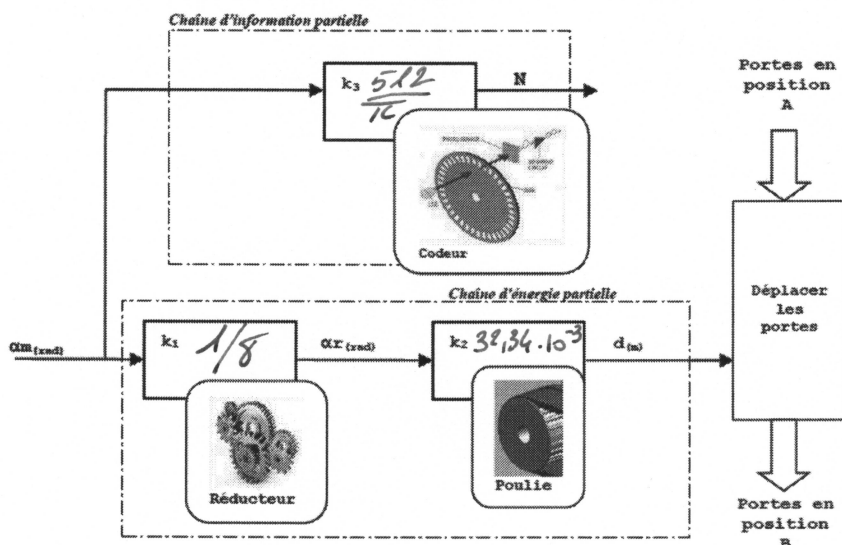 Chaîne d'information partielle
k3 512/π
N
Codeur
Portes en
position
A
Déplacer
les
portes
Chaîne d'énergie partielle
αm(rad)
k1 1/8
αr(rad)
k2 32,34.10⁻³
d(m)
Réducteur
Poulie
Portes en
position
B